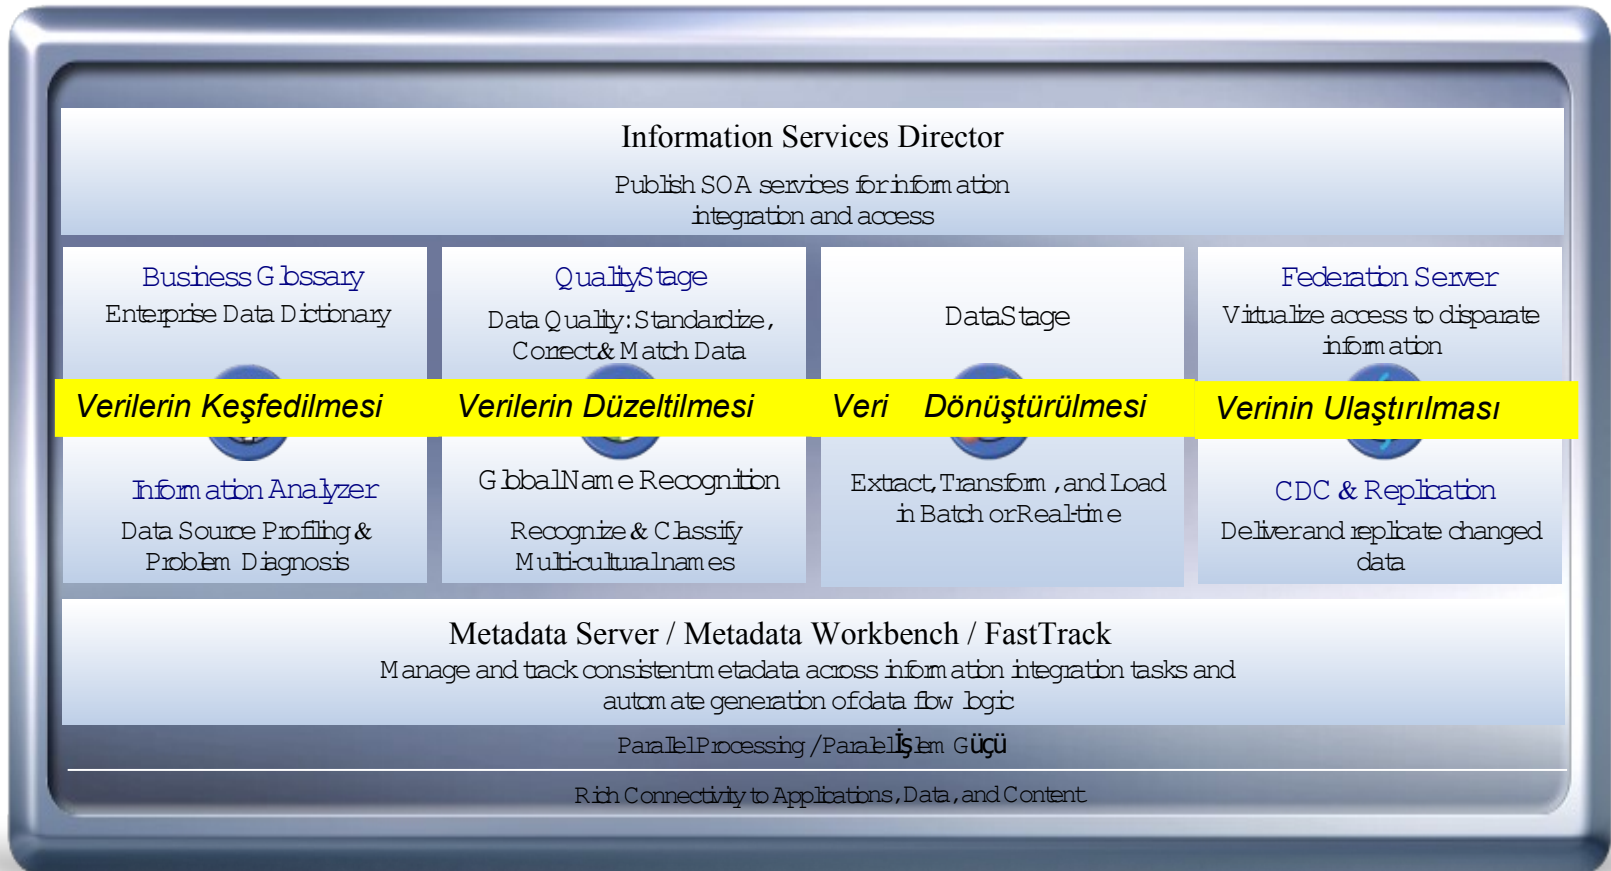 Information Services Director
Publish SOA services for information
integration and access
Business Glossary
Enterprise Data Dictionary
Verilerin Keşfedilmesi
Information Analyzer
Data Source Profiling &
Problem Diagnosis
QualityStage
Data Quality: Standardize,
Correct & Match Data
Verilerin Düzeltilmesi
Global Name Recognition
Recognize & Classify
Multi-cultural names
DataStage
Veri Dönüştürülmesi
Extract, Transform, and Load
in Batch or Real-time
Federation Server
Virtualize access to disparate
information
Verinin Ulaştırılması
CDC & Replication
Deliver and replicate changed
data
Metadata Server / Metadata Workbench / FastTrack
Manage and track consistent metadata across information integration tasks and
automate generation of data flow logic
Parallel Processing / Paralel İşlem Güçü
Rich Connectivity to Applications, Data, and Content